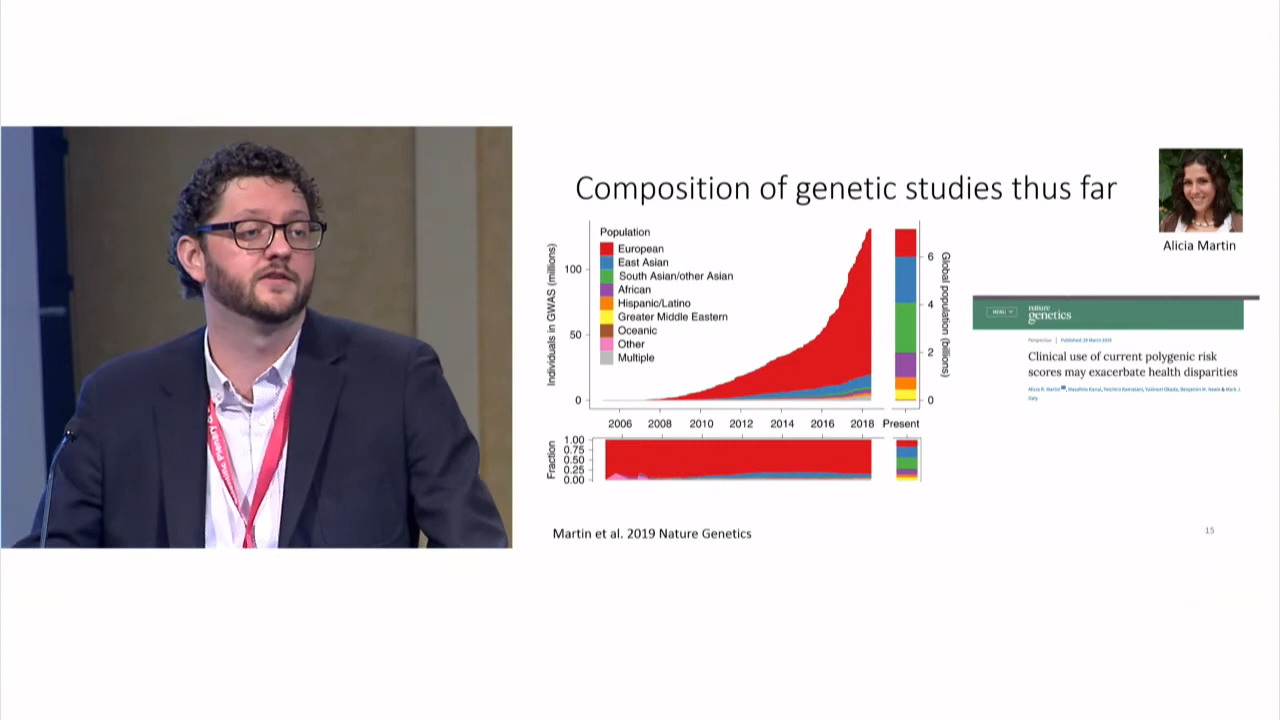 Composition of genetic studies thus far
Alicia Martin
Population
European
East Asian
South Asian/other Asian
African
Hispanic/Latino
Greater Middle Eastern
Oceanic
Other
Multiple
Individuals in GWAS (millions)
100
50
0
2006 2008 2010 2012 2014 2016 2018 Present
Global population (billions)
6
4
2
0
Fraction
1.00
0.75
0.50
0.25
0.00
MENU
nature
genetics
Perspective | Published: 29 March 2019
Clinical use of current polygenic risk
scores may exacerbate health disparities
Alicia R. Martin, Masahiro Kanai, Yoichiro Kamatani, Yukinori Okada, Benjamin M. Neale & Mark J.
Daly
Martin et al. 2019 Nature Genetics
15
Plenary